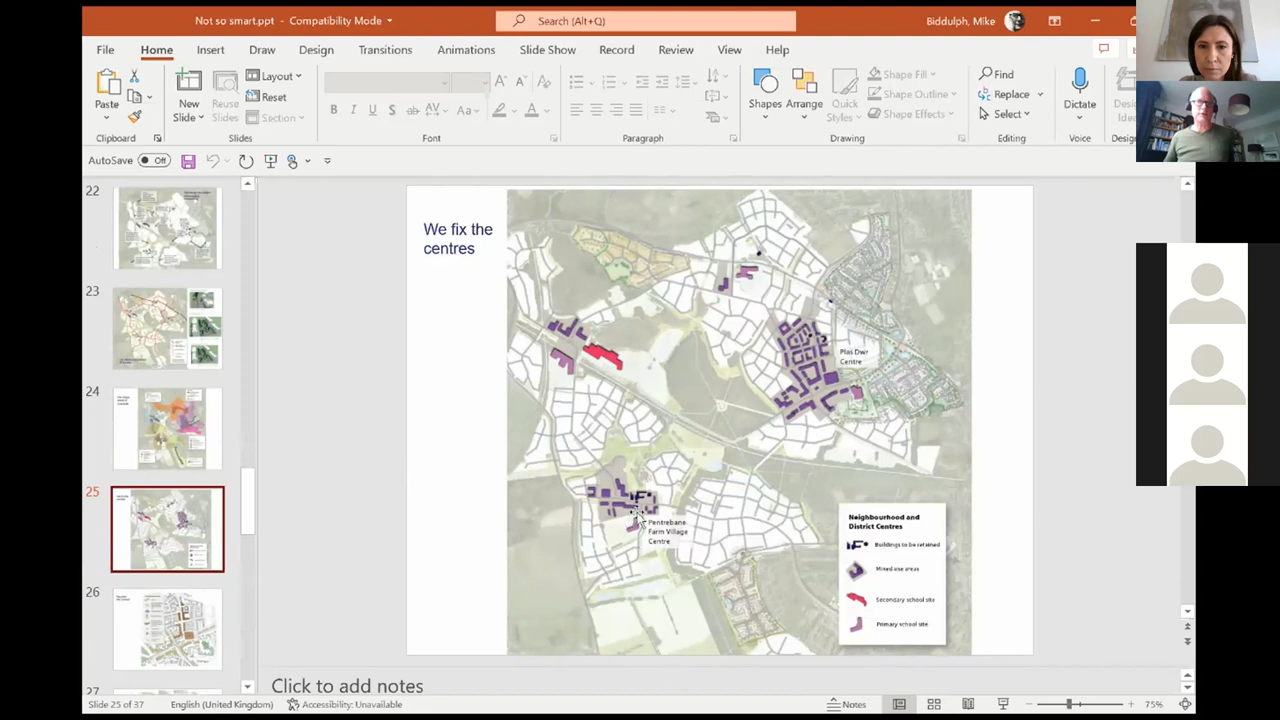 Not so smart.ppt - Compatibility Mode
Search (Alt+Q)
Biddulph, Mike
File Home Insert Draw Design Transitions Animations Slide Show Record Review View Help
Paste
Clipboard
New Slide
Reuse Slides
Layout
Reset
Section
Slides
Font
Paragraph
Shapes
Arrange
Quick Styles
Shape Fill
Shape Outline
Shape Effects
Drawing
Find
Replace
Select
Editing
Dictate
Voice
AutoSave Off
22
23
24
25
26
27
We fix the
centres
Plas Dwr
Centre
Pentrebane
Farm Village
Centre
Neighbourhood and
District Centres
Buildings to be retained
Mixed use areas
Secondary school site
Primary school site
Click to add notes
Slide 25 of 37 English (United Kingdom) Accessibility: Unavailable Notes 75%